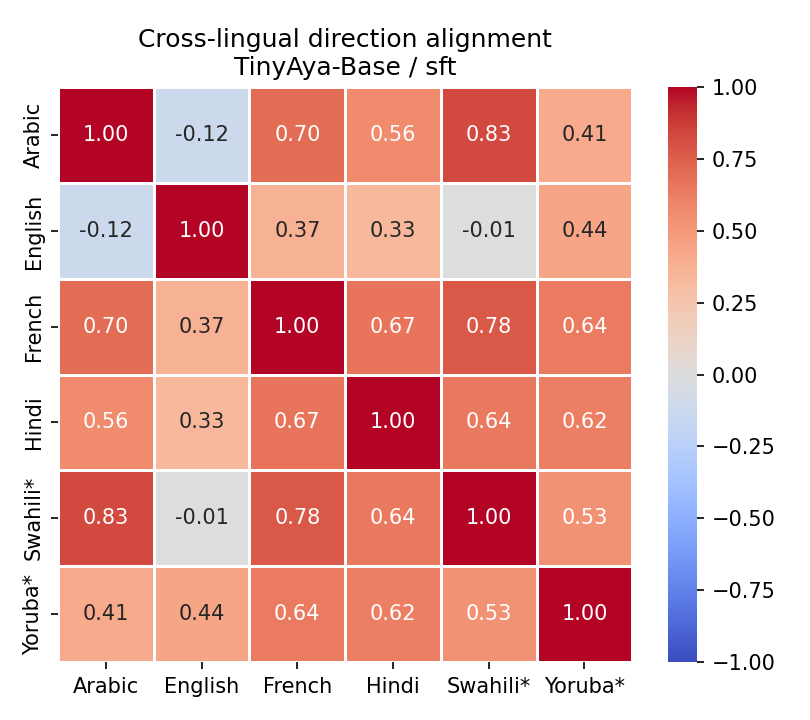 Cross-lingual direction alignment
TinyAya-Base / sft
Arabic 1.00 -0.12 0.70 0.56 0.83 0.41
English -0.12 1.00 0.37 0.33 -0.01 0.44
French 0.70 0.37 1.00 0.67 0.78 0.64
Hindi 0.56 0.33 0.67 1.00 0.64 0.62
Swahili* 0.83 -0.01 0.78 0.64 1.00 0.53
Yoruba* 0.41 0.44 0.64 0.62 0.53 1.00
Arabic English French Hindi Swahili* Yoruba*
1.00
0.75
0.50
0.25
0.00
−0.25
−0.50
−0.75
−1.00